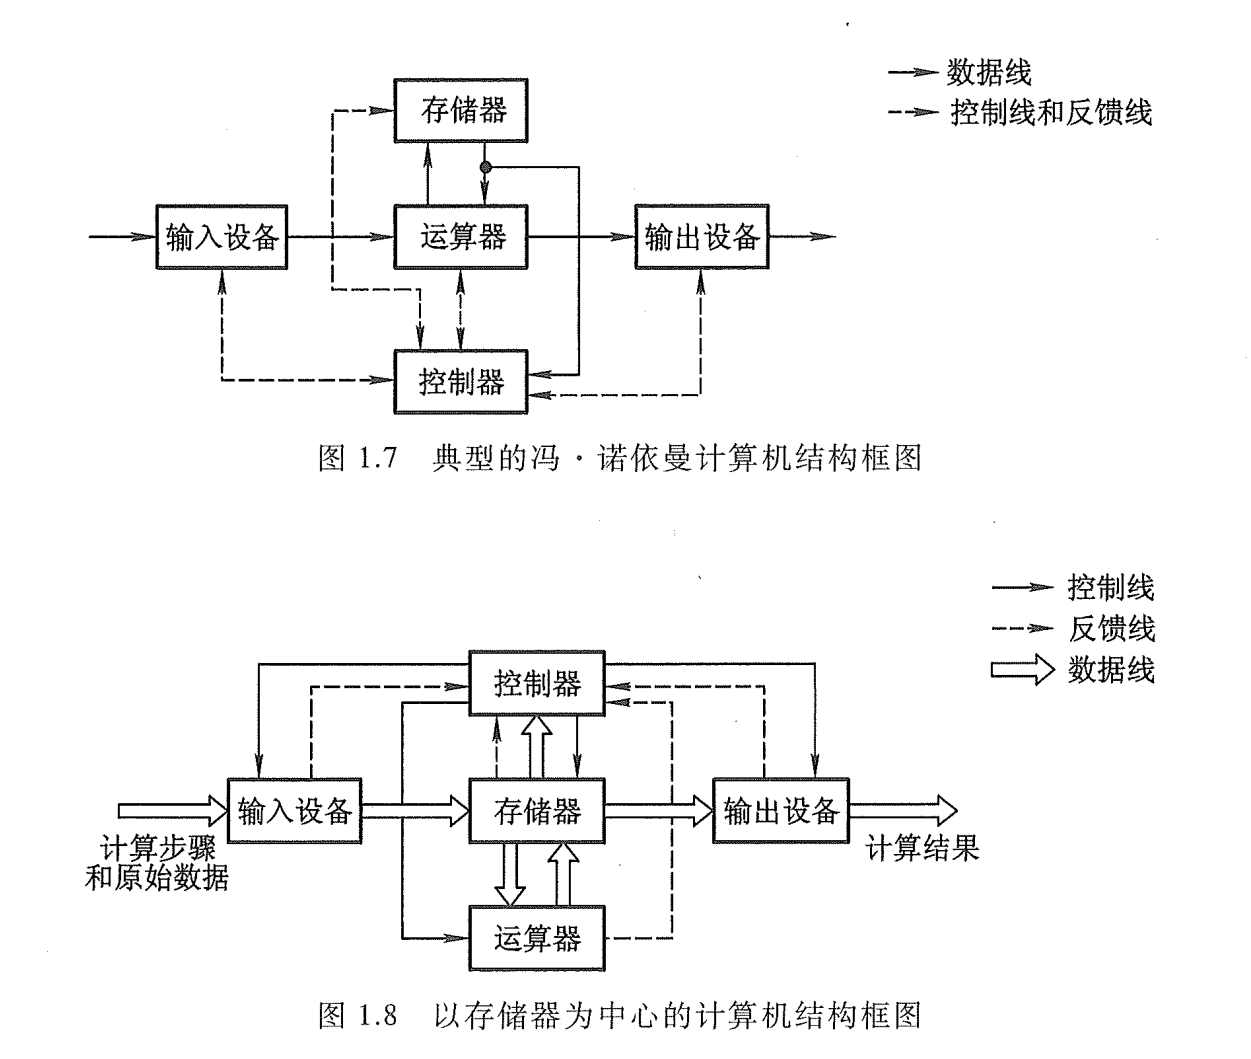 数据线
控制线和反馈线
存储器
输入设备
运算器
输出设备
控制器
图 1.7 典型的冯·诺依曼计算机结构框图
控制线
反馈线
数据线
控制器
输入设备
存储器
输出设备
计算步骤
和原始数据
计算结果
运算器
图 1.8 以存储器为中心的计算机结构框图